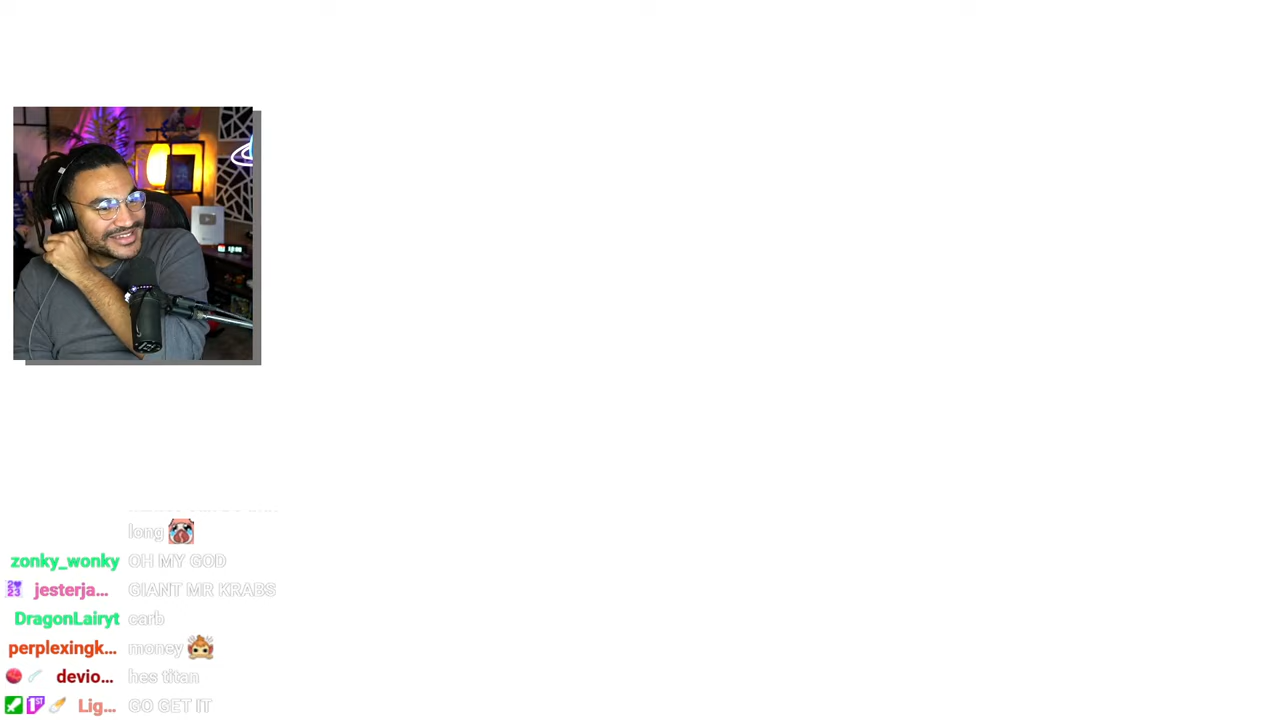 long
zonky_wonky OH MY GOD
jesterja... GIANT MR KRABS
DragonLairyt carb
perplexingk... money
devio... hes titan
Lig... GO GET IT